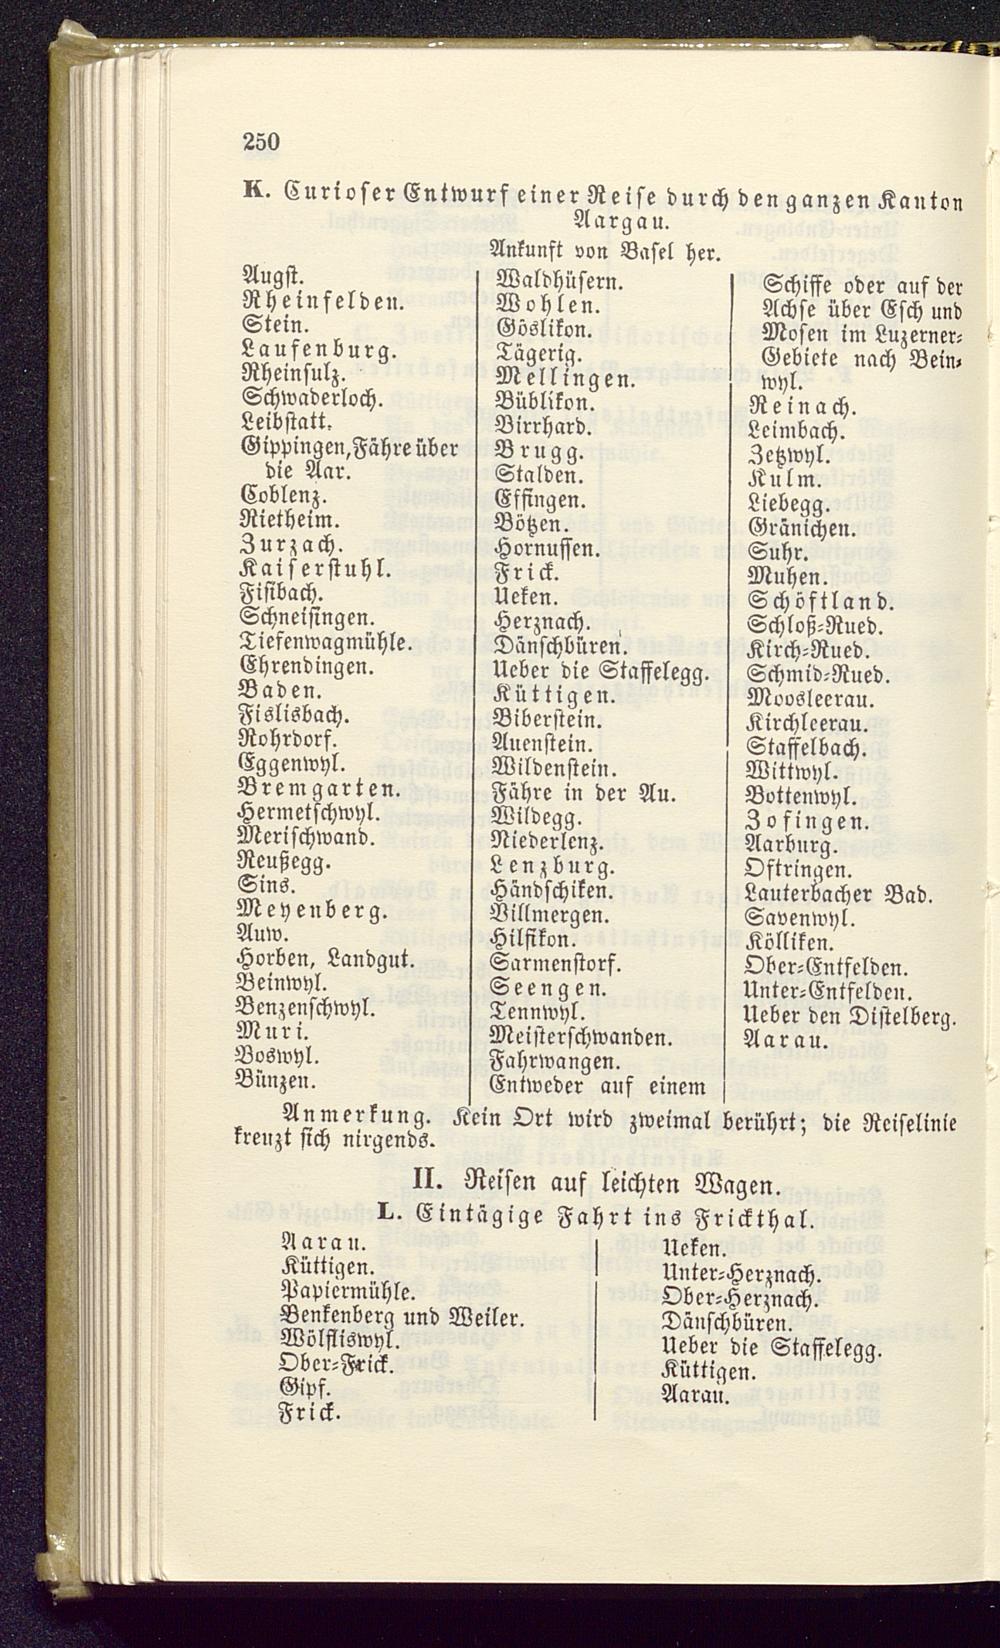 250
K. Curioser Entwurf einer Reise durch den ganzen Kanton
Aargau.
Ankunft von Basel her.
Augst.
Rheinfelden.
Stein.
Laufenburg.
Rheinsulz.
Schwaderloch.
Leibstatt.
Gippingen, Fähre über
die Aar.
Coblenz.
Rietheim.
Zurzach.
Kaiserstuhl.
Fisibach.
Schneisingen.
Tiefenwagmühle.
Ehrendingen.
Baden.
Fislisbach.
Rohrdorf.
Eggenwyl.
Bremgarten.
Hermetschwyl.
Merischwand.
Reußegg.
Sins.
Meyenberg.
Auw.
Horben, Landgut.
Beinwyl.
Benzenschwyl.
Muri.
Boswyl.
Bünzen.
Waldhüsern.
Wohlen.
Göslikon.
Tägerig.
Mellingen.
Büblikon.
Birrhard.
Brugg.
Stalden.
Effingen.
Bötzen.
Hornussen.
Frick.
Ueken.
Herznach.
Dänschbüren.
Ueber die Staffelegg.
Küttigen.
Biberstein.
Auenstein.
Wildenstein.
Fähre in der Au.
Wildegg.
Niederlenz.
Lenzburg.
Händschiken.
Villmergen.
Hilfikon.
Sarmenstorf.
Seengen.
Tennwyl.
Meisterschwanden.
Fahrwangen.
Entweder auf einem
Schiffe oder auf der
Achse über Esch und
Mosen im Luzerner-
Gebiete nach Bein-
wyl.
Reinach.
Leimbach.
Zetzwyl.
Kulm.
Liebegg.
Gränichen.
Suhr.
Muhen.
Schöftland.
Schloß-Rued.
Kirch-Rued.
Schmid-Rued.
Moosleerau.
Kirchleerau.
Staffelbach.
Wittwyl.
Bottenwyl.
Zofingen.
Aarburg.
Oftringen.
Lauterbacher Bad.
Savenwyl.
Kölliken.
Ober-Entfelden.
Unter-Entfelden.
Ueber den Distelberg.
Aarau.
Anmerkung. Kein Ort wird zweimal berührt; die Reiselinie
kreuzt sich nirgends.
II. Reisen auf leichten Wagen.
L. Eintägige Fahrt ins Frickthal.
Aarau.
Küttigen.
Papiermühle.
Benkenberg und Weiler.
Wölfliswyl.
Ober-Frick.
Gipf.
Frick.
Ueken.
Unter-Herznach.
Ober-Herznach.
Dänschbüren.
Ueber die Staffelegg.
Küttigen.
Aarau.